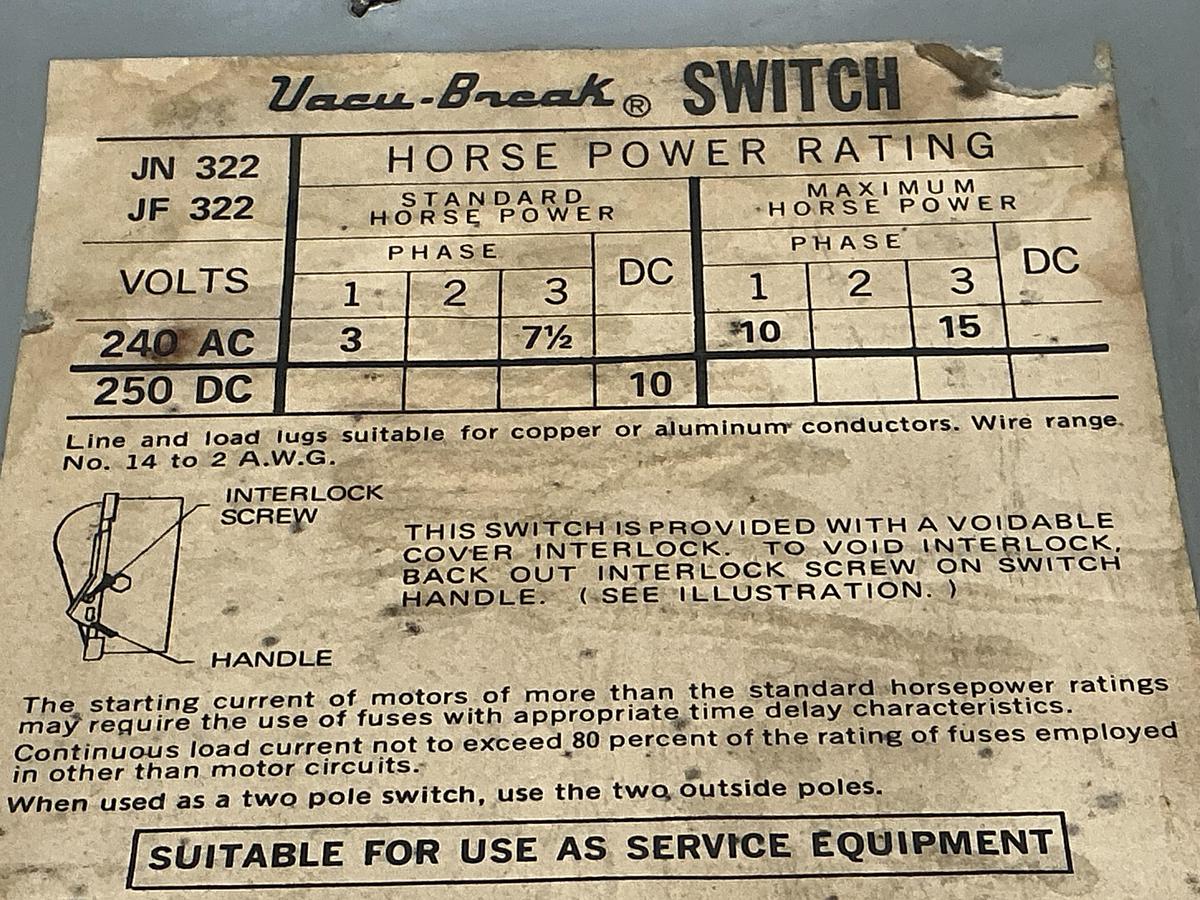 Vacu-Break ® SWITCH
JN 322
JF 322
HORSE POWER RATING
STANDARD
HORSE POWER
MAXIMUM
HORSE POWER
VOLTS
PHASE
DC
PHASE
DC
1 2 3
1 2 3
240 AC 3 7½ 10 15
250 DC 10
Line and load lugs suitable for copper or aluminum conductors. Wire range
No. 14 to 2 A.W.G.
INTERLOCK
SCREW
THIS SWITCH IS PROVIDED WITH A VOIDABLE
COVER INTERLOCK. TO VOID INTERLOCK,
BACK OUT INTERLOCK SCREW ON SWITCH
HANDLE. ( SEE ILLUSTRATION. )
HANDLE
The starting current of motors of more than the standard horsepower ratings
may require the use of fuses with appropriate time delay characteristics.
Continuous load current not to exceed 80 percent of the rating of fuses employed
in other than motor circuits.
When used as a two pole switch, use the two outside poles.
SUITABLE FOR USE AS SERVICE EQUIPMENT